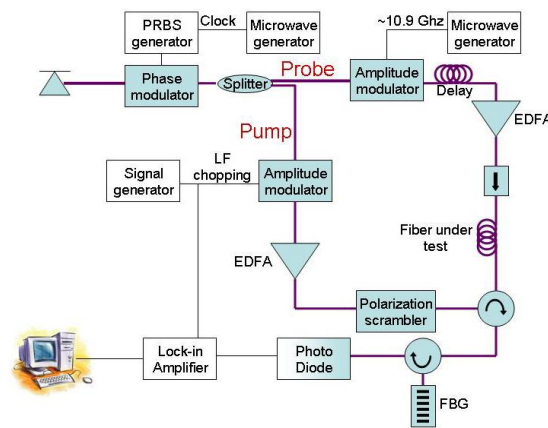 PRBS
generator
Clock
Microwave
generator
~10.9 Ghz
Microwave
generator
Phase
modulator
Splitter
Probe
Amplitude
modulator
Delay
EDFA
Pump
Signal
generator
LF
chopping
Amplitude
modulator
Fiber under
test
EDFA
Polarization
scrambler
Lock-in
Amplifier
Photo
Diode
FBG